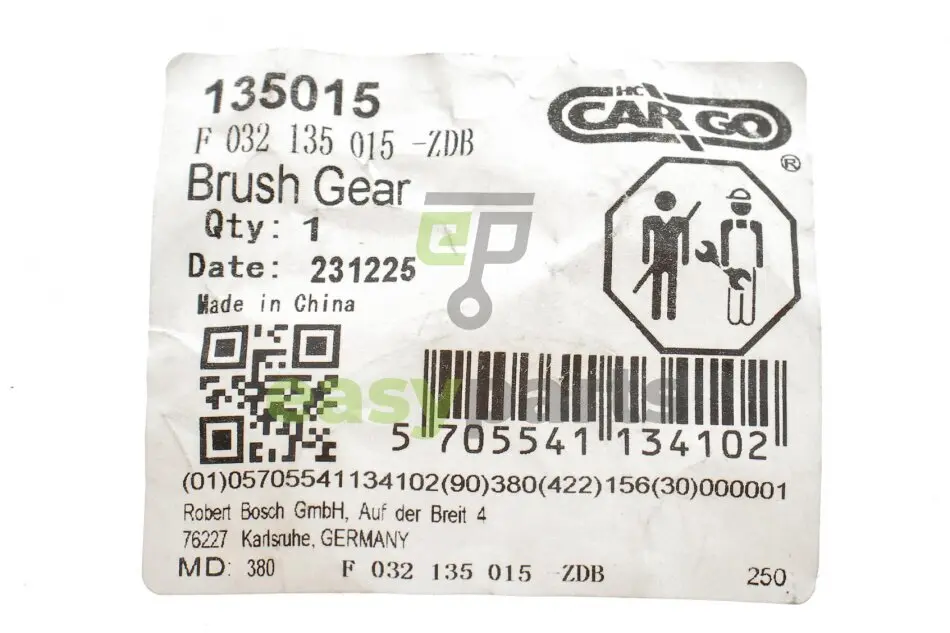 135015
HC
CARGO
®
F 032 135 015 -ZDB
Brush Gear
ep
Qty: 1
Date: 231225
Made in China
easyparts
5 705541 134102
(01)05705541134102(90)380(422)156(30)000001
Robert Bosch GmbH, Auf der Breit 4
76227 Karlsruhe, GERMANY
MD: 380 F 032 135 015 -ZDB 250